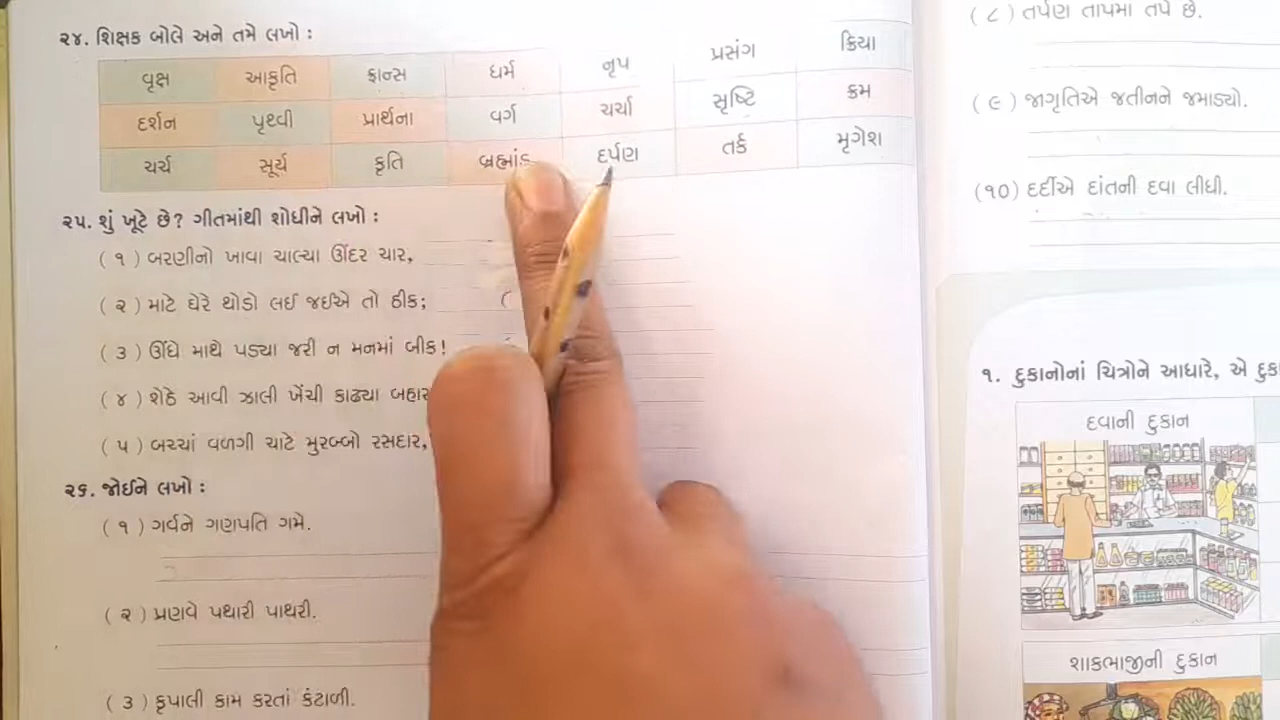 ૨૪. શિક્ષક બોલે અને તમે લખો :
વૃક્ષ આકૃતિ ફ્રાન્સ ધર્મ નૃપ પ્રસંગ ક્રિયા
દર્શન પૃથ્વી પ્રાર્થના વર્ગ ચર્ચા સૃષ્ટિ ક્રમ
ચર્ચ સૂર્ય કૃતિ દર્પણ તર્ક મૃગેશ
૨૫. શું ખૂટે છે? ગીતમાંથી શોધીને લખો :
( ૧ ) બરણીનો ખાવા ચાલ્યા ઊંદર ચાર,
( ૨ ) માટે ઘેરે થોડો લઈ જઈએ તો ઠીક;
( ૩ ) ઊંધે માથે પડ્યા જરી ન મનમાં બીક!
( ૪ ) શેઠે આવી ઝાલી ખેંચી કાઢ્યા બહાર
( ૫ ) બચ્ચાં વળગી ચાટે મુરબ્બો રસદાર,
૨૬. જોઈને લખો :
( ૧ ) ગર્વને ગણપતિ ગમે.
( ૨ ) પ્રણવે પથારી પાથરી.
( ૩ ) કૃપાલી કામ કરતાં કંટાળી.
( ૮ ) તર્પણ તાપમા તપે છે.
( ૯ ) જાગૃતિએ જતીનને જમાડ્યો.
(૧૦) દર્દીએ દાંતની દવા લીધી.
૧. દુકાનોનાં ચિત્રોને આધારે, એ
દવાની દુકાન
શાકભાજીની દુકાન